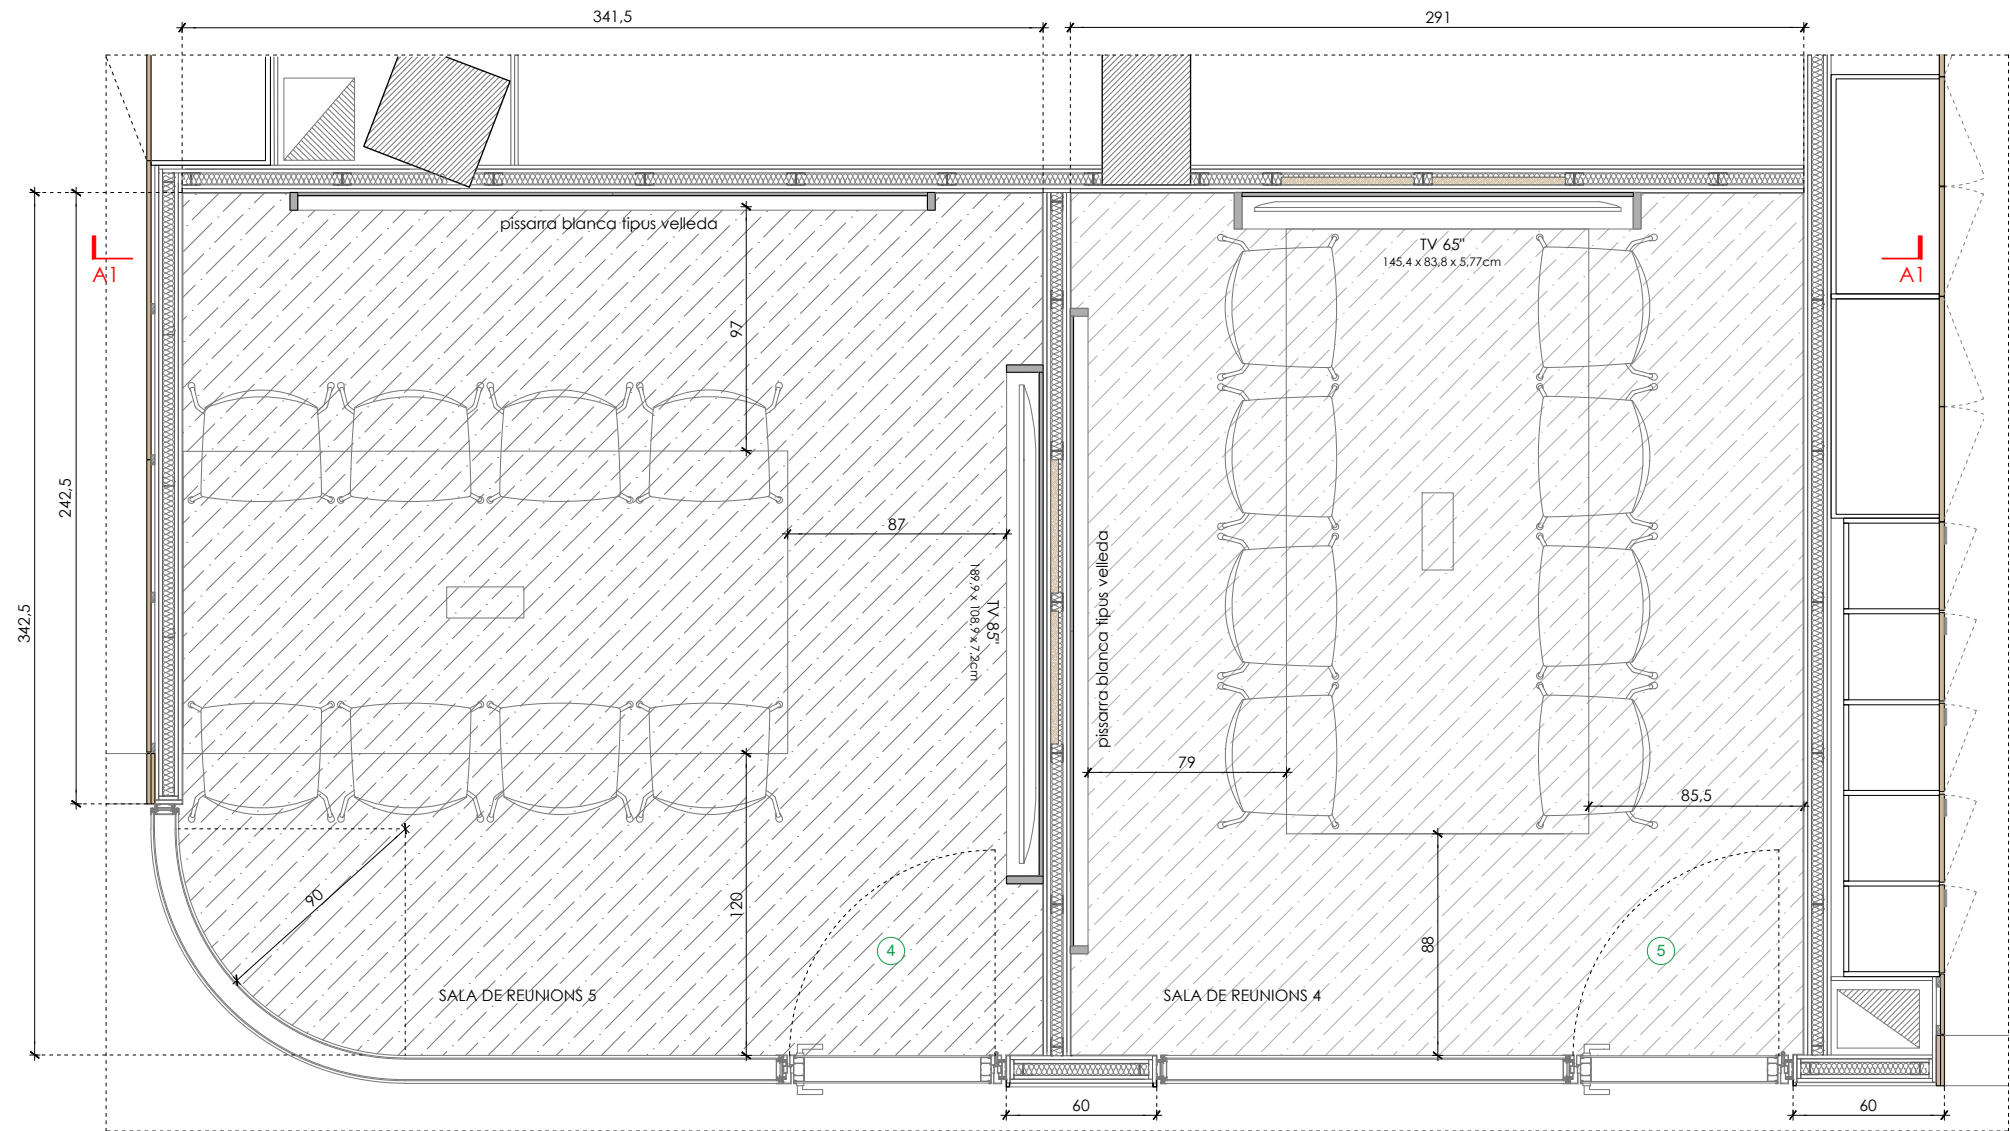 341,5
291
pissarra blanca tipus velleda
TV 65"
145,4 x 83,8 x 5,77cm
A1
A1
97
242,5
342,5
87
TV 85"
189,9 x 108,9 x 7,2cm
pissarra blanca tipus velleda
79
85,5
90
120
88
4
5
SALA DE REUNIONS 5
SALA DE REUNIONS 4
60
60